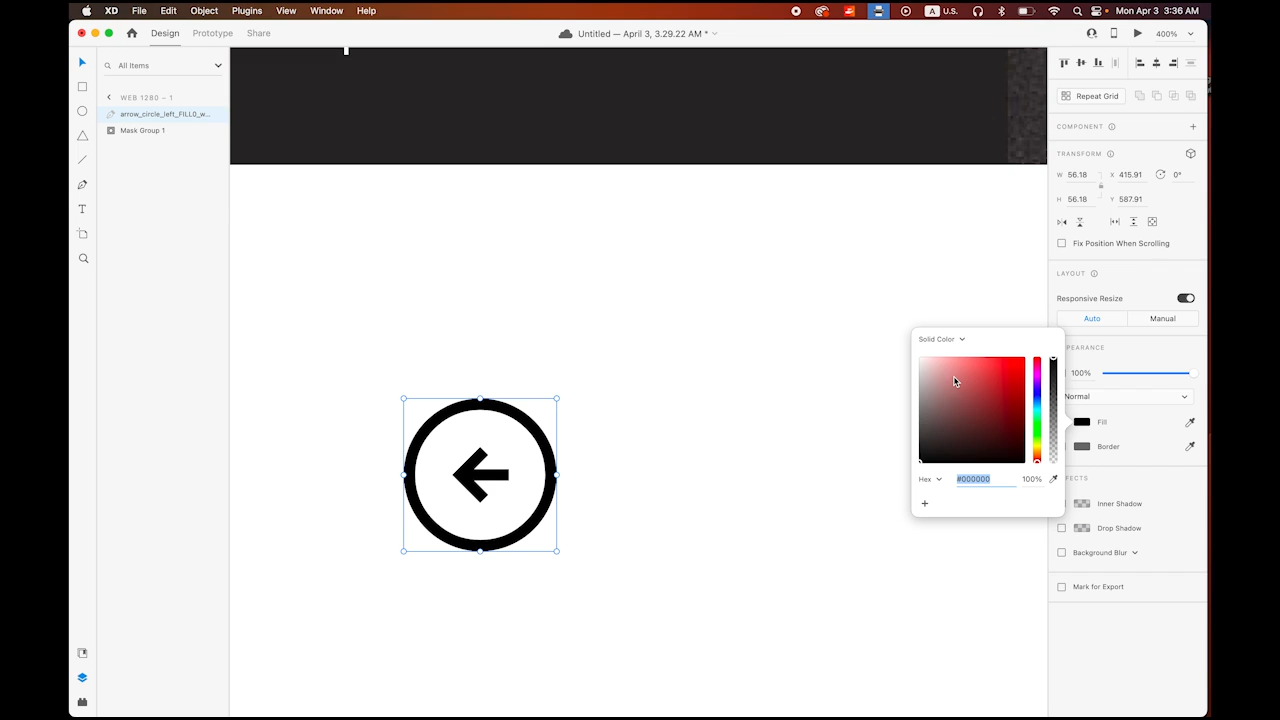 XD File Edit Object Plugins View Window Help
A U.S. Mon Apr 3 3:36 AM
Design Prototype Share
Untitled — April 3, 3.29.22 AM *
400%
All Items
WEB 1280 – 1
arrow_circle_left_FILL0_w...
Mask Group 1
Repeat Grid
COMPONENT
TRANSFORM
W 56.18 X 415.91 0°
H 56.18 Y 587.91
Fix Position When Scrolling
LAYOUT
Responsive Resize
Auto Manual
PEARANCE
100%
Normal
Fill
Border
FECTS
Inner Shadow
Drop Shadow
Background Blur
Mark for Export
Solid Color
Hex #000000 100%
+